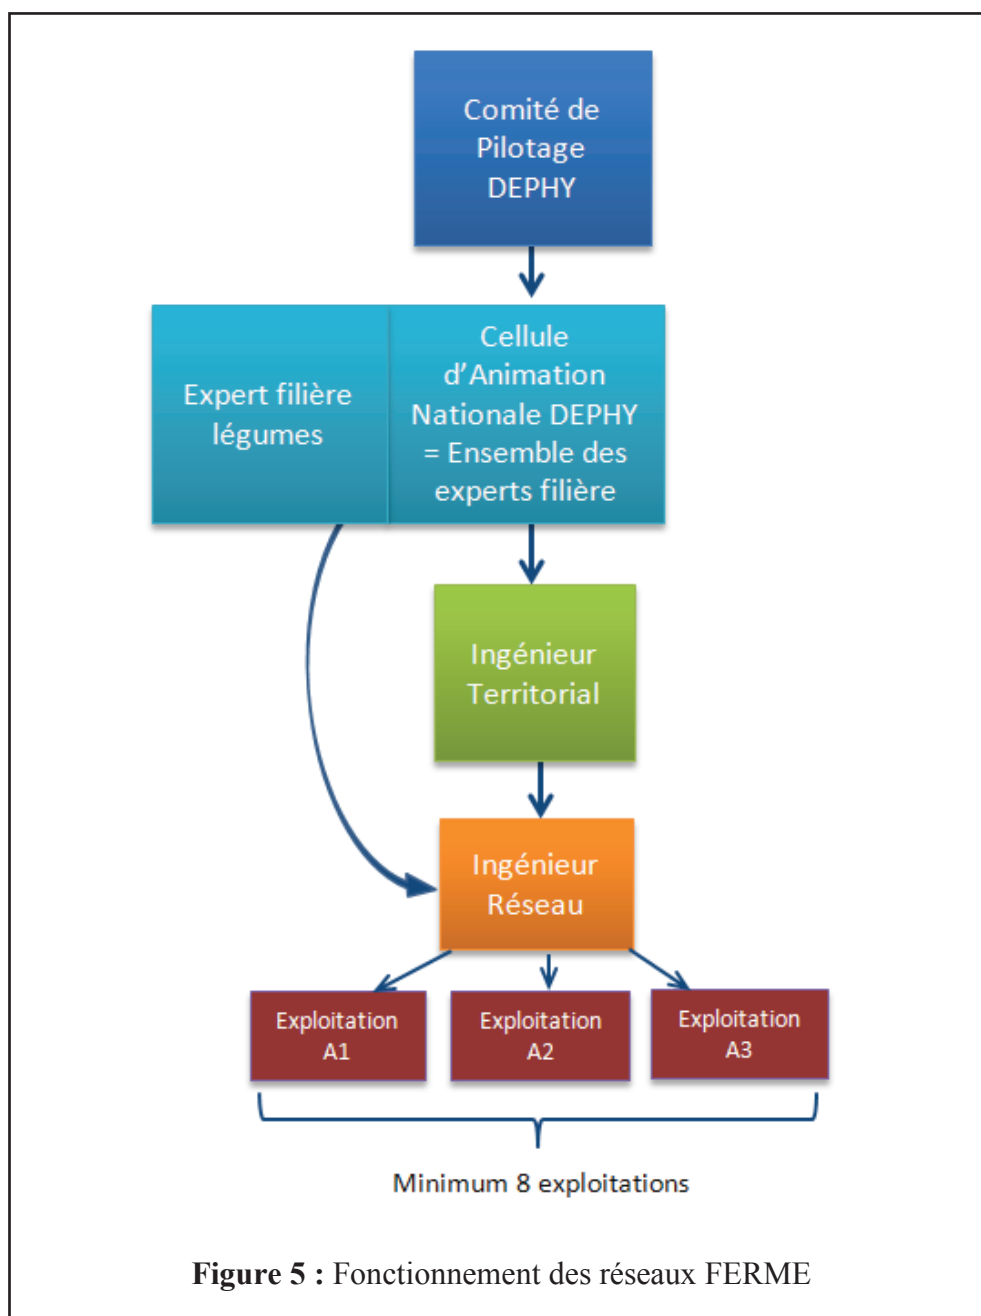 Comité de
Pilotage
DEPHY
Expert filière
légumes
Cellule
d'Animation
Nationale DEPHY
= Ensemble des
experts filière
Ingénieur
Territorial
Ingénieur
Réseau
Exploitation
A1
Exploitation
A2
Exploitation
A3
Minimum 8 exploitations
Figure 5 : Fonctionnement des réseaux FERME